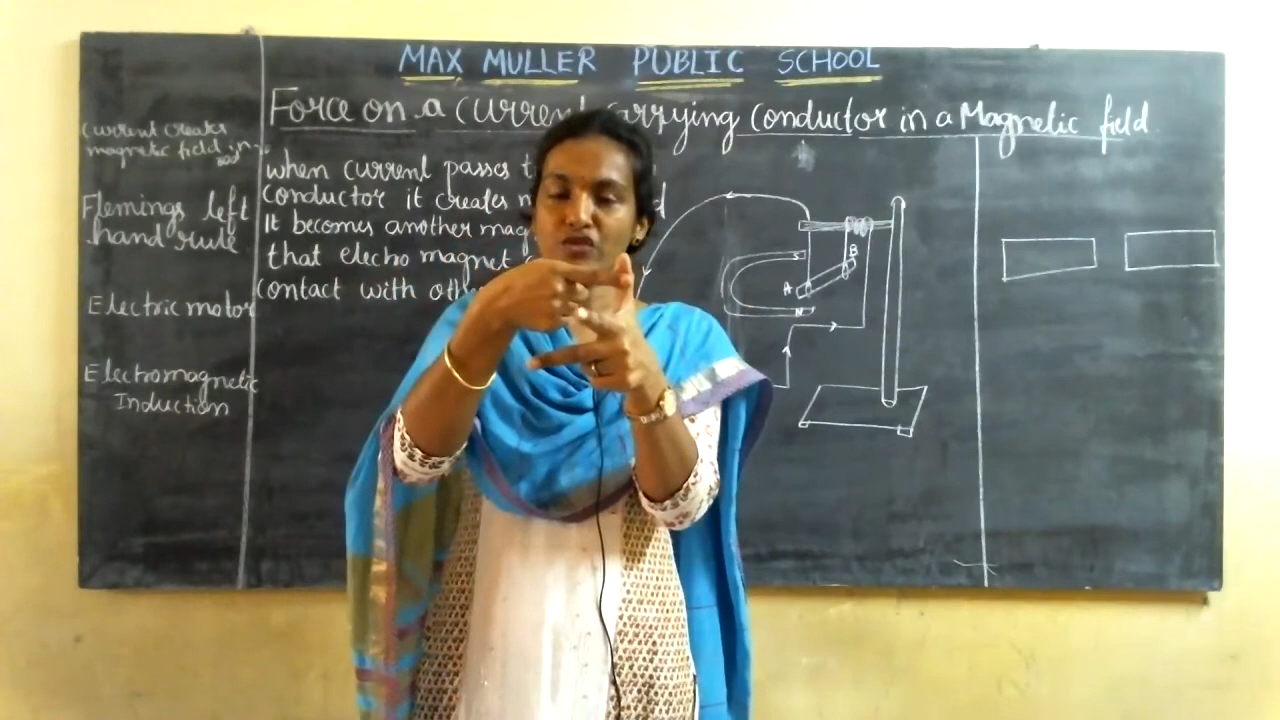 MAX MULLER PUBLIC SCHOOL
Force on a current carrying conductor in a Magnetic field
current creates
magnetic field in
Flemings left
hand rule
Electric motor
Electromagnetic
Induction
when current passes
conductor it creates
It becomes another
that electro magnet
contact with
S
B
A
N